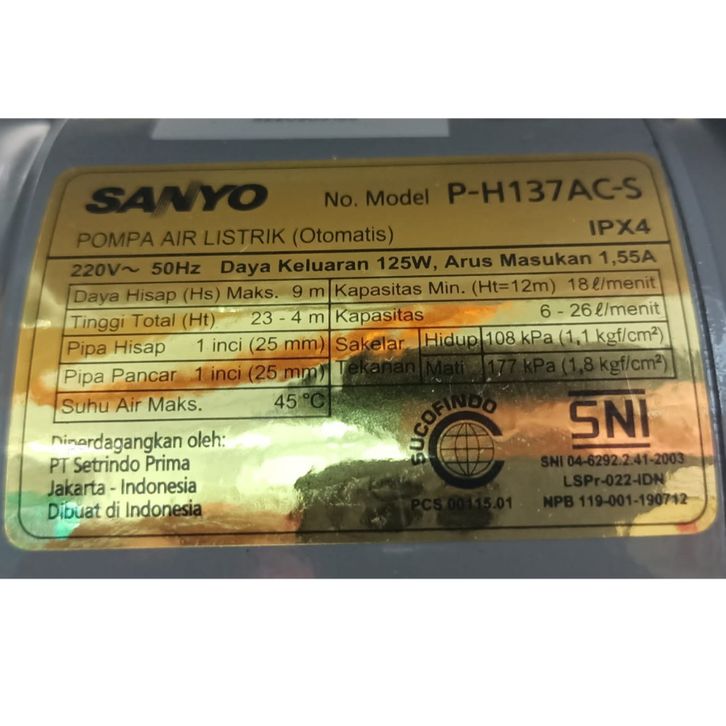 SANYO No. Model P-H137AC-S
POMPA AIR LISTRIK (Otomatis) IPX4
220V~ 50Hz Daya Keluaran 125W, Arus Masukan 1,55A
Daya Hisap (Hs) Maks. 9 m Kapasitas Min. (Ht=12m) 18ℓ/menit
Tinggi Total (Ht) 23 - 4 m Kapasitas 6 - 26ℓ/menit
Pipa Hisap 1 inci (25 mm) Sakelar Hidup 108 kPa (1,1 kgf/cm²)
Pipa Pancar 1 inci (25 mm) Tekanan Mati 177 kPa (1,8 kgf/cm²)
Suhu Air Maks. 45 °C
Diperdagangkan oleh:
PT Setrindo Prima
Jakarta - Indonesia
Dibuat di Indonesia
SUCOFINDO
PCS 00115.01
SNI
SNI 04-6292.2.41-2003
LSPr-022-IDN
NPB 119-001-190712